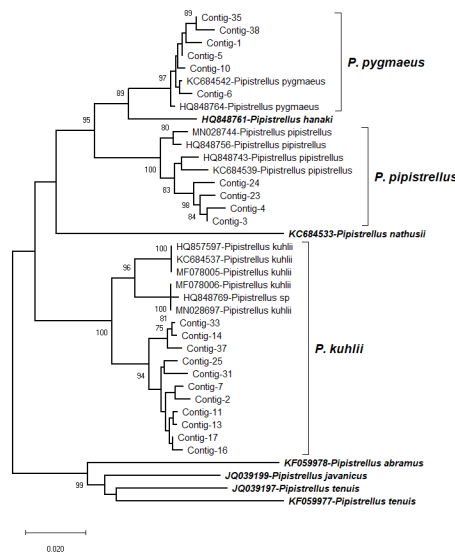 89
Contig-35
Contig-38
Contig-1
Contig-5
Contig-10
97
KC684542-Pipistrellus pygmaeus
Contig-6
HQ848764-Pipistrellus pygmaeus
P. pygmaeus
89
HQ848761-Pipistrellus hanaki
95
80
MN028744-Pipistrellus pipistrellus
HQ848756-Pipistrellus pipistrellus
HQ848743-Pipistrellus pipistrellus
100
KC684539-Pipistrellus pipistrellus
P. pipistrellus
83
Contig-24
Contig-23
98
Contig-4
84
Contig-3
KC684533-Pipistrellus nathusii
100
HQ857597-Pipistrellus kuhlii
KC684537-Pipistrellus kuhlii
96
MF078005-Pipistrellus kuhlii
MF078006-Pipistrellus kuhlii
HQ848769-Pipistrellus sp
100
MN028697-Pipistrellus kuhlii
81
Contig-33
75
Contig-14
100
Contig-37
P. kuhlii
Contig-25
94
Contig-31
Contig-7
Contig-2
Contig-11
Contig-13
Contig-17
Contig-16
KF059978-Pipistrellus abramus
JQ039199-Pipistrellus javanicus
99
JQ039197-Pipistrellus tenuis
KF059977-Pipistrellus tenuis
0.020